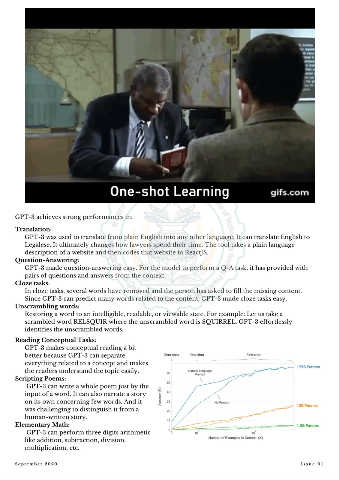 One-shot Learning
gifs.com
GPT-3 achieves strong performances in:
Translation:
GPT-3 was used to translate from plain English into any other language. It can translate English to
Legalese. It ultimately changes how lawyers spend their time. The tool takes a plain language
description of a website and then codes that website in ReactJS.
Question-Answering:
GPT-3 made question-answering easy. For the model to perform a Q-A task, it has provided with
pairs of questions and answers from the context.
Cloze tasks:
In cloze tasks, several words have removed and the person has asked to fill the missing content.
Since GPT-3 can predict many words related to the content, GPT-3 made cloze tasks easy.
Unscrambling words:
Restoring a word to an intelligible, readable, or viewable state. For example: Let us take a
scrambled word RELSQUIR where the unscrambled word is SQUIRREL. GPT-3 effortlessly
identifies the unscrambled words.
Reading Conceptual Tasks:
GPT-3 makes conceptual reading a bit
better because GPT-3 can separate
everything related to a concept and makes
the readers understand the topic easily.
Scripting Poems:
GPT-3 can write a whole poem just by the
input of a word. It can also narrate a story
on its own concerning few words. And it
was challenging to distinguish it from a
human-written story.
Elementary Math:
GPT-3 can perform three digits arithmetic
like addition, subtraction, division,
multiplication, etc.
Zero-shot One-shot Few-shot
175B Params
Natural Language
Prompt
No Prompt
13B Params
1.3B Params
Number of Examples in Context (K)